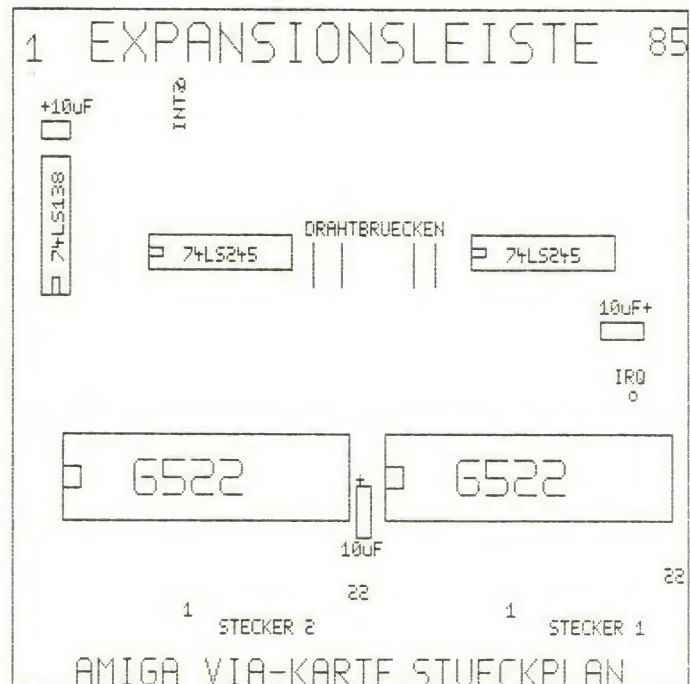 1 EXPANSIONSLEISTE 85
+10uF
INT0
74LS138
DRAHTBRUECKEN
74LS245
74LS245
10uF+
IRQ
6522
6522
+
10uF
22
22
1
STECKER 2
1
STECKER 1
AMIGA VIA-KARTE STUECKPLAN